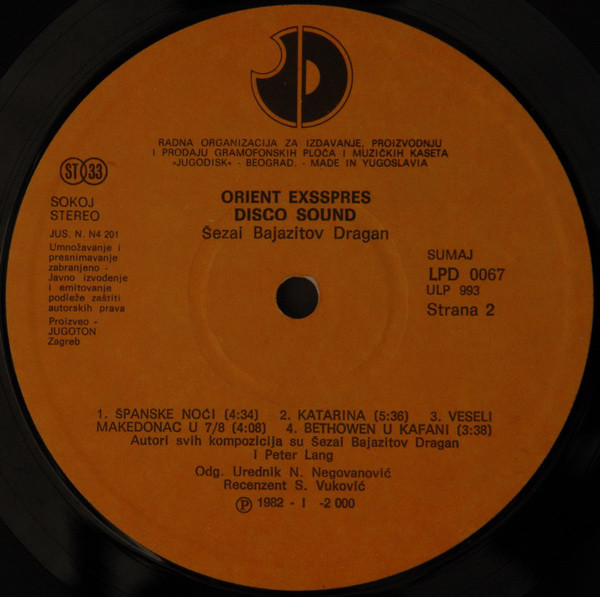 RADNA ORGANIZACIJA ZA IZDAVANJE, PROIZVODNJU
I PRODAJU GRAMOFONSKIH PLOČA I MUZIČKIH KASETA
»JUGODISK« - BEOGRAD. - MADE IN YUGOSLAVIA
ST 33
SOKOJ
STEREO
JUS. N. N4 201
Umnožavanje i
presnimavanje
zabranjeno -
Javno izvođenje
i emitovanje
podleže zaštiti
autorskih prava
Proizveo -
JUGOTON
Zagreb
ORIENT EXSSPRES
DISCO SOUND
Šezai Bajazitov Dragan
SUMAJ
LPD 0067
ULP 993
Strana 2
1. ŠPANSKE NOĆI (4:34) 2. KATARINA (5:36) 3. VESELI
MAKEDONAC U 7/8 (4:08) 4. BETHOWEN U KAFANI (3:38)
Autori svih kompozicija su Šezai Bajazitov Dragan
I Peter Lang
Odg. Urednik N. Negovanović
Recenzent S. Vuković
Ⓟ 1982 - I -2 000